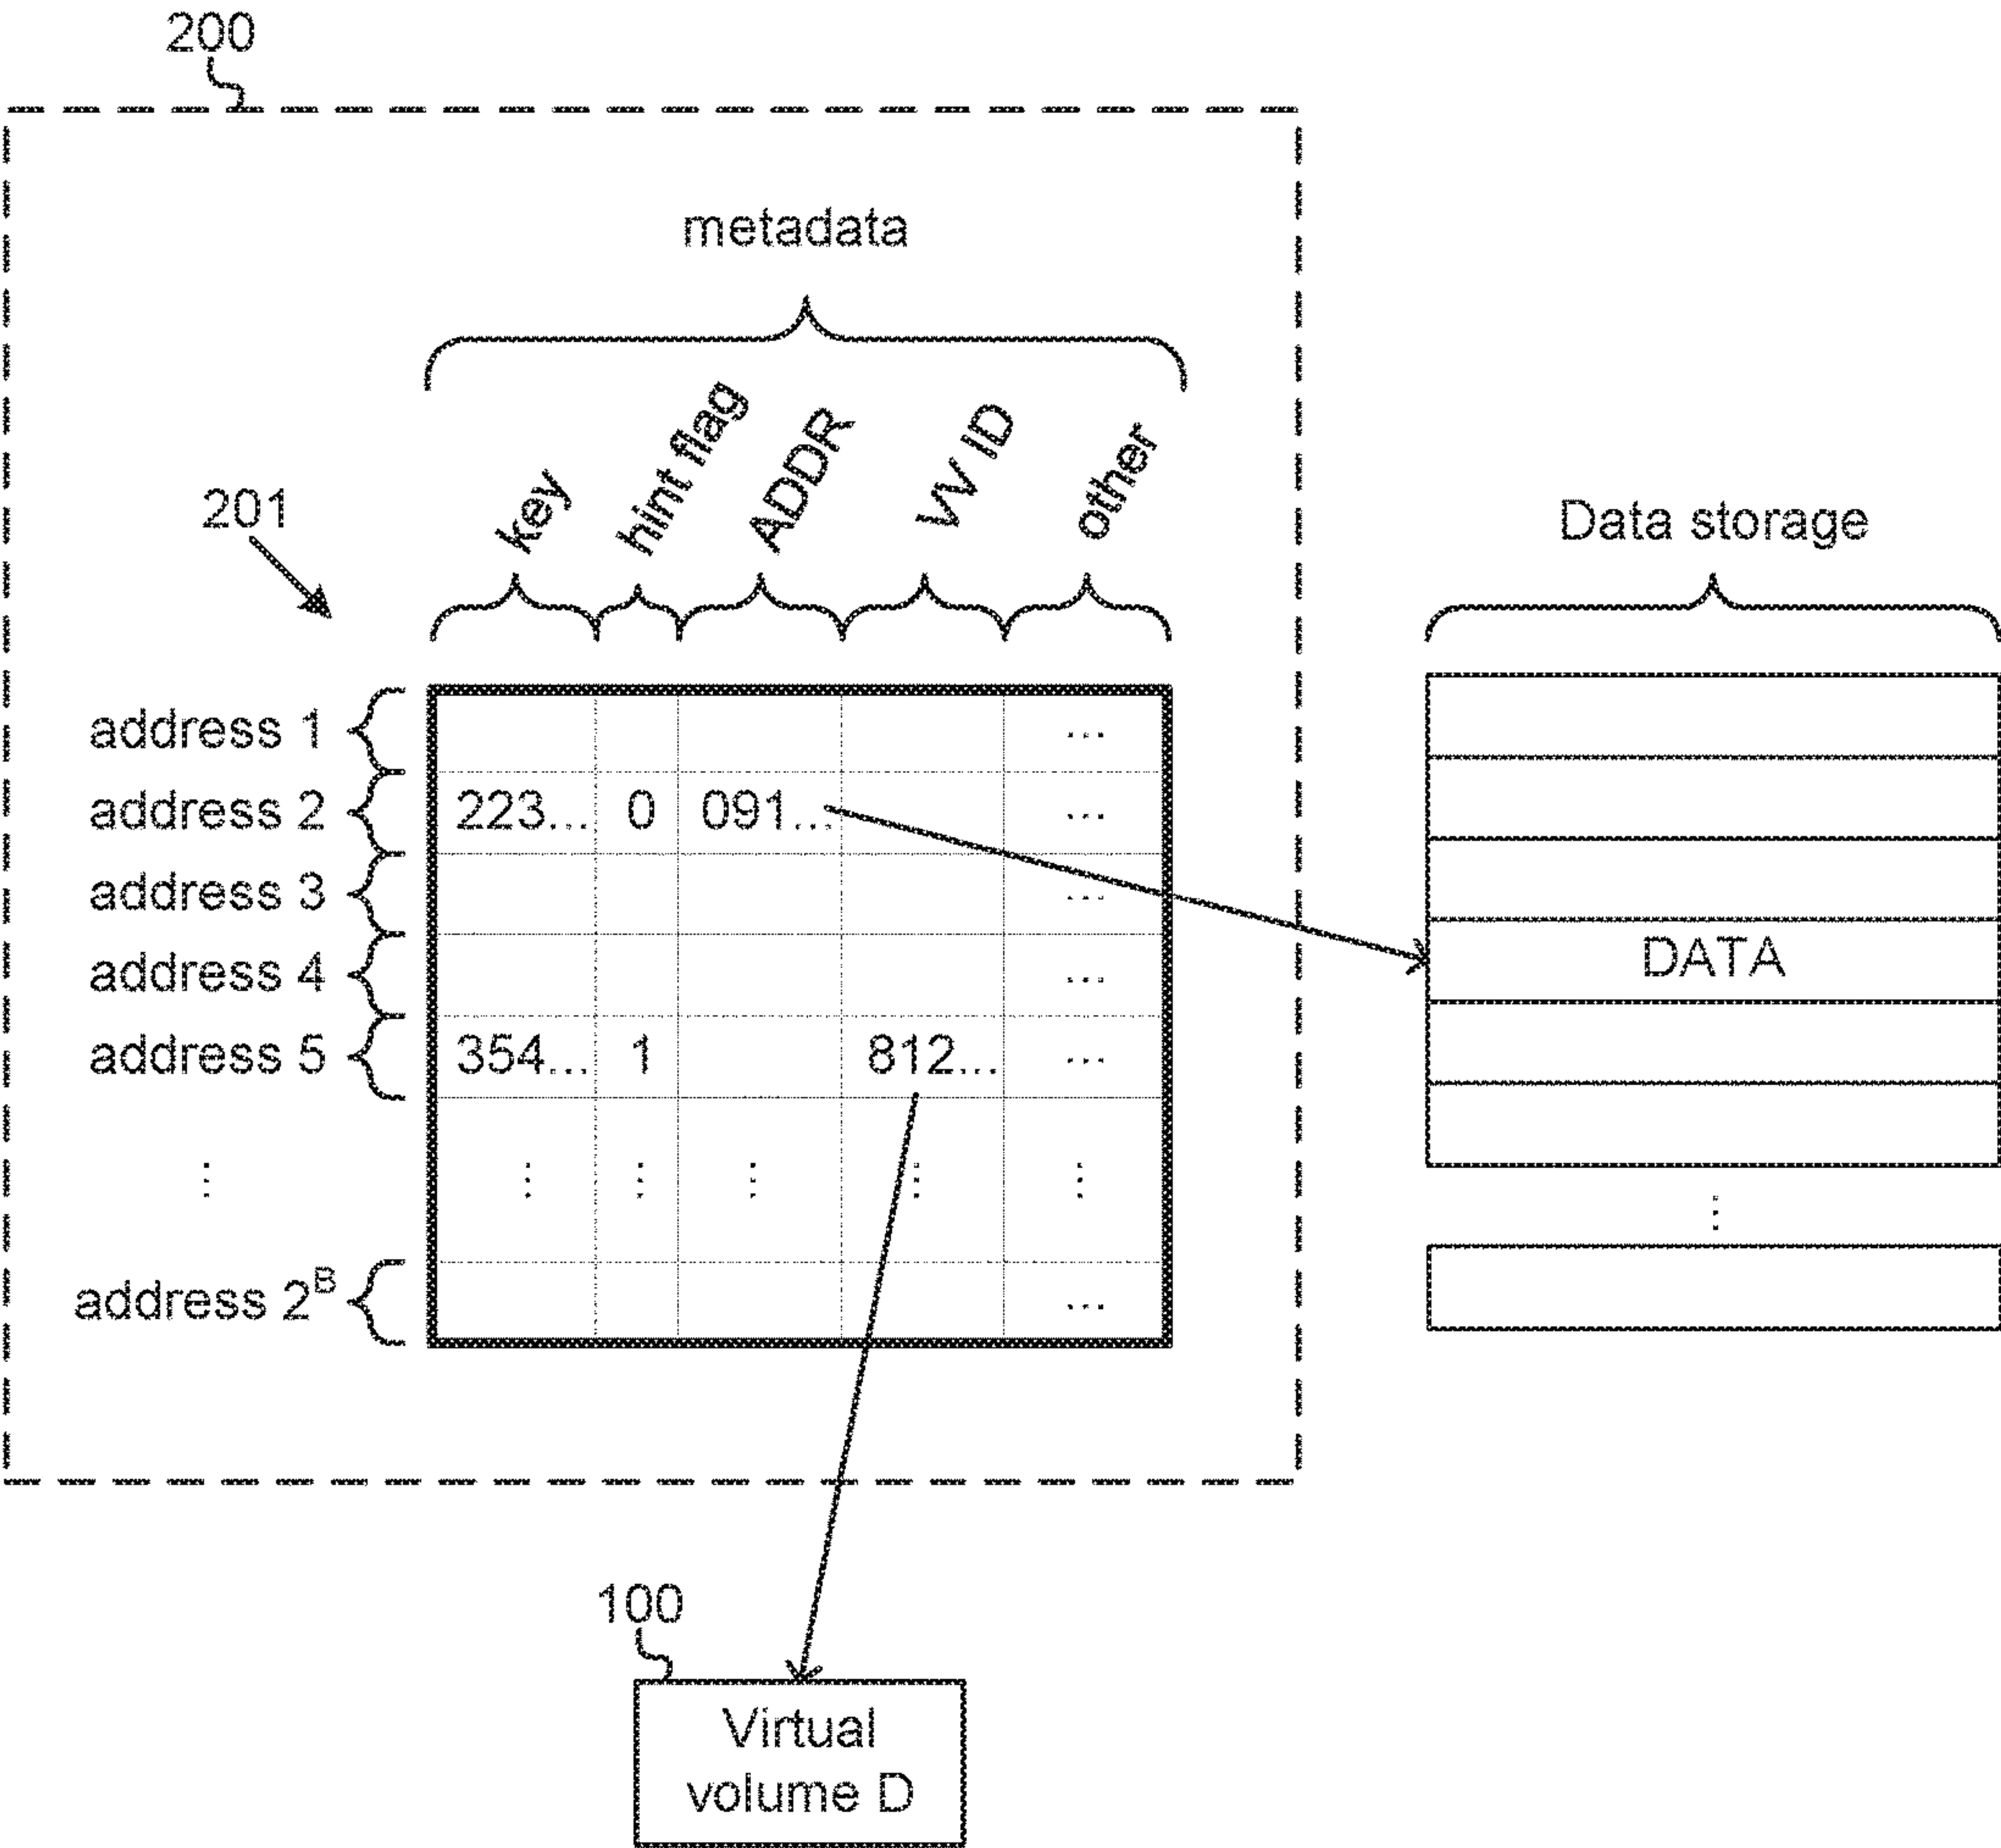 200
metadata
key hint flag ADDR VV ID other
201
Data storage
address 1 ...
address 2 223... 0 091... ...
address 3 ...
address 4 ...
DATA
address 5 354... 1 812... ...
⋮ ⋮ ⋮ ⋮ ⋮ ⋮ ⋮
address 2^B ...
100
Virtual
volume D